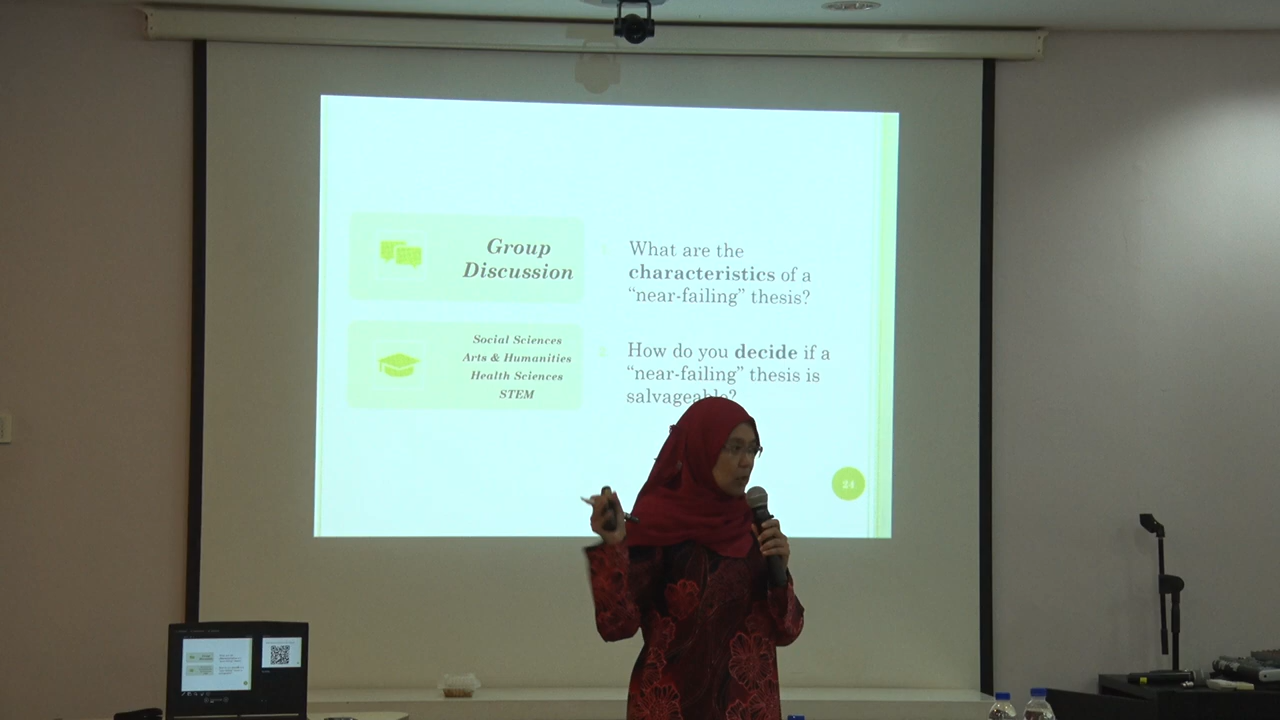 Group
Discussion
What are the
characteristics of a
“near-failing” thesis?
Social Sciences
Arts & Humanities
Health Sciences
STEM
How do you decide if a
“near-failing” thesis is
salvageable?
24